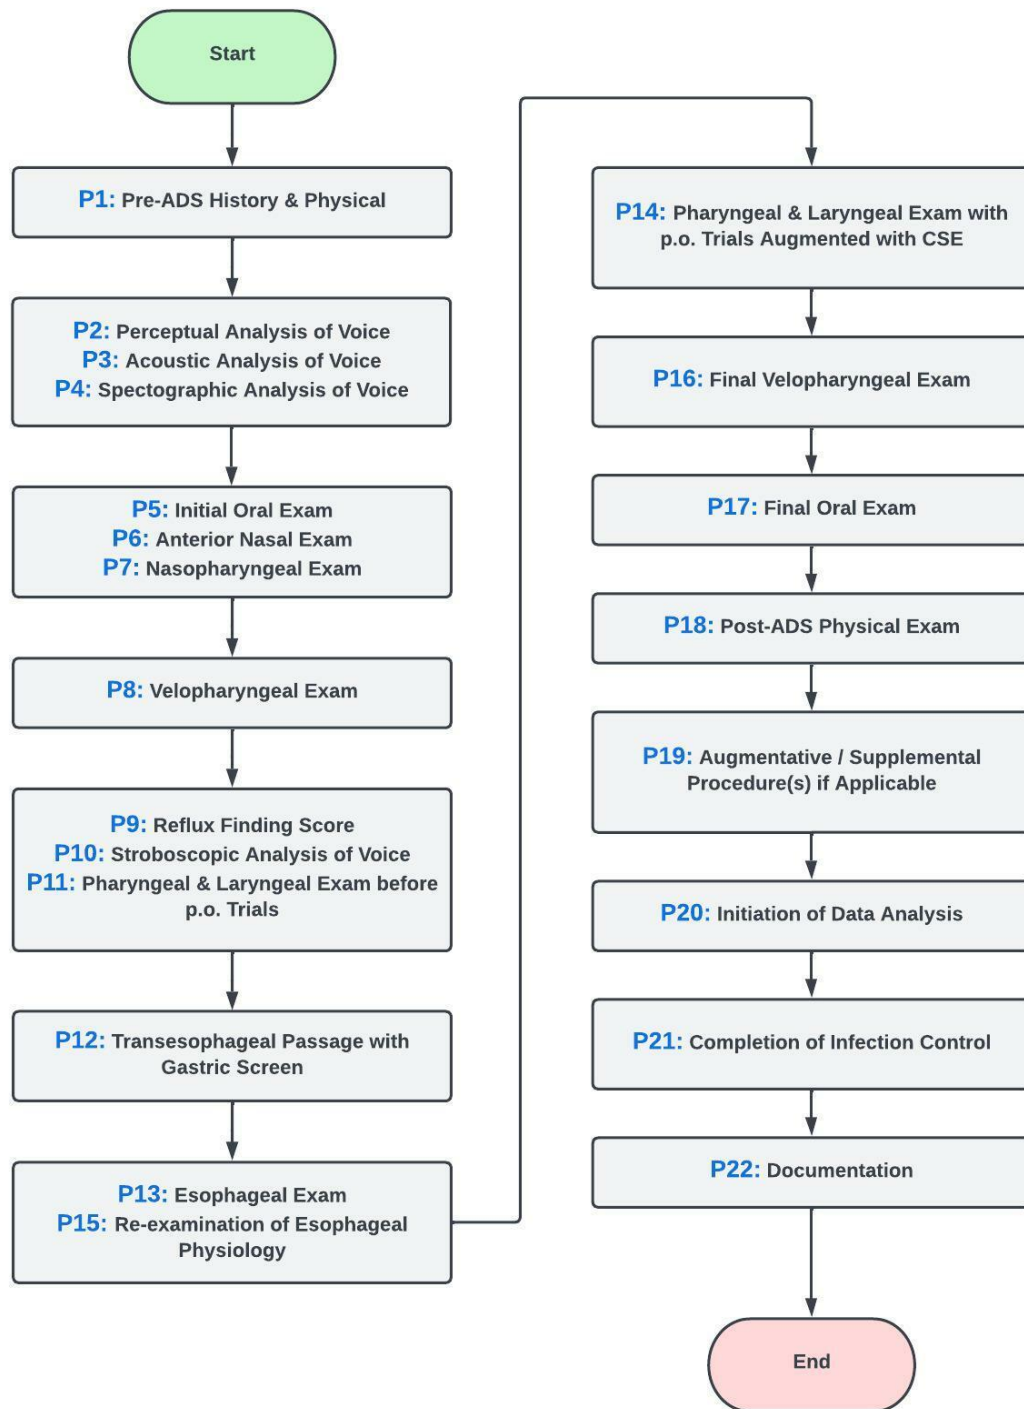 Start
P1: Pre-ADS History & Physical
P2: Perceptual Analysis of Voice
P3: Acoustic Analysis of Voice
P4: Spectographic Analysis of Voice
P5: Initial Oral Exam
P6: Anterior Nasal Exam
P7: Nasopharyngeal Exam
P8: Velopharyngeal Exam
P9: Reflux Finding Score
P10: Stroboscopic Analysis of Voice
P11: Pharyngeal & Laryngeal Exam before
p.o. Trials
P12: Transesophageal Passage with
Gastric Screen
P13: Esophageal Exam
P15: Re-examination of Esophageal
Physiology
P14: Pharyngeal & Laryngeal Exam with
p.o. Trials Augmented with CSE
P16: Final Velopharyngeal Exam
P17: Final Oral Exam
P18: Post-ADS Physical Exam
P19: Augmentative / Supplemental
Procedure(s) if Applicable
P20: Initiation of Data Analysis
P21: Completion of Infection Control
P22: Documentation
End